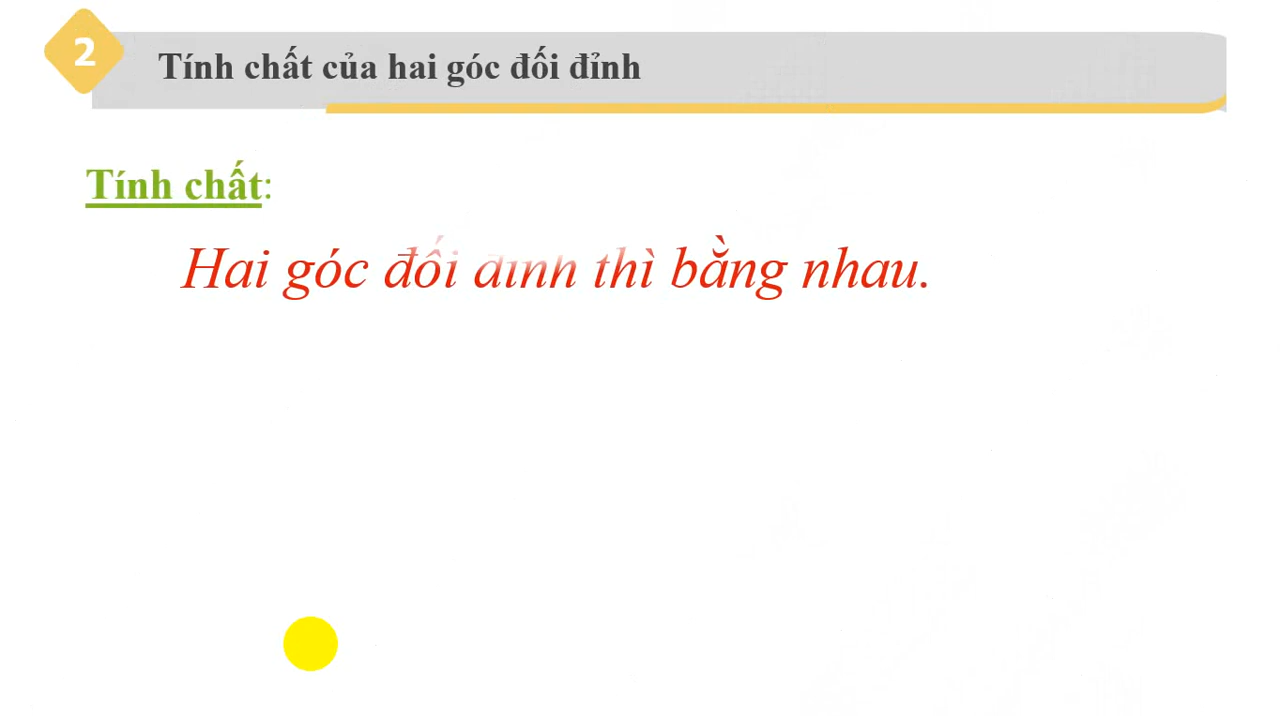 2
Tính chất của hai góc đối đỉnh
Tính chất:
Hai góc đối đỉnh thì bằng nhau.